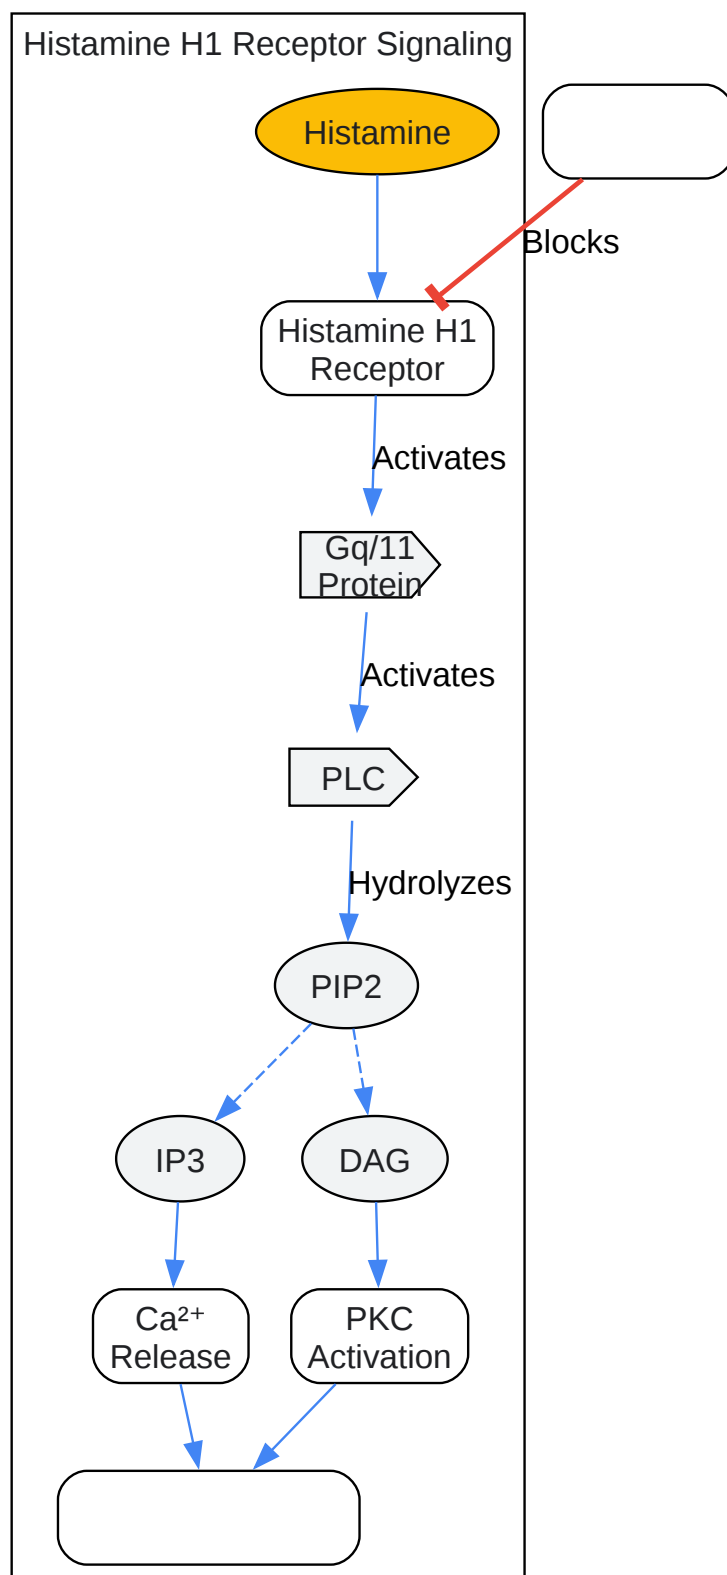 Histamine H1 Receptor Signaling
Histamine
Blocks
Histamine H1
Receptor
Activates
Gq/11
Protein
Activates
PLC
Hydrolyzes
PIP2
IP3
DAG
Ca²⁺
Release
PKC
Activation